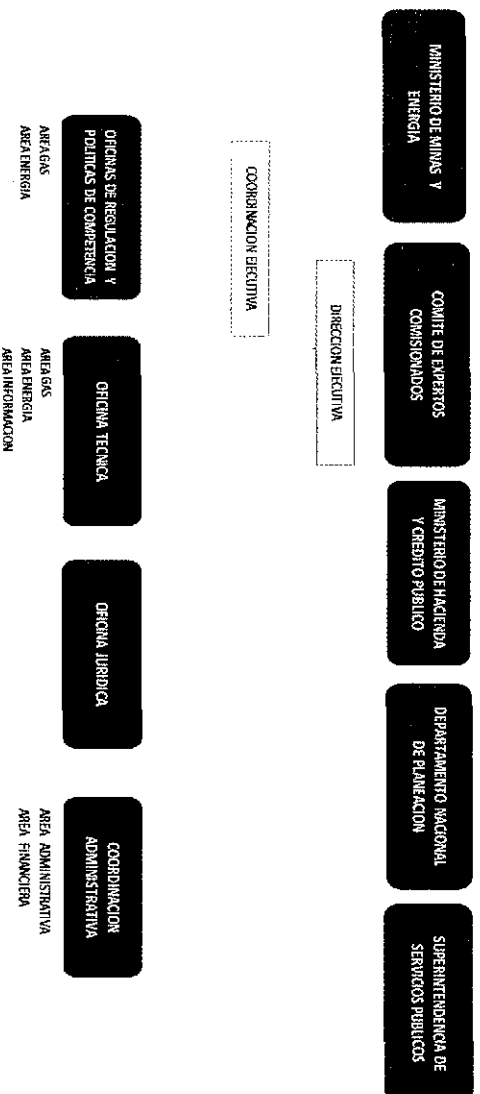 MINISTERIO DE MINAS Y
ENERGIA
COMITE DE EXPERTOS
COMISIONADOS
MINISTERIO DE HACIENDA
Y CREDITO PUBLICO
DEPARTAMENTO NACIONAL
DE PLANEACION
SUPERINTENDENCIA DE
SERVICIOS PUBLICOS
DIRECCION EJECUTIVA
COORDINACION EJECUTIVA
OFICINAS DE REGULACION Y
POLITICAS DE COMPETENCIA
AREA GAS
AREA ENERGIA
OFICINA TECNICA
AREA GAS
AREA ENERGIA
AREA INFORMACION
OFICINA JURIDICA
COORDINACION
ADMINISTRATIVA
AREA ADMINISTRATIVA
AREA FINANCIERA